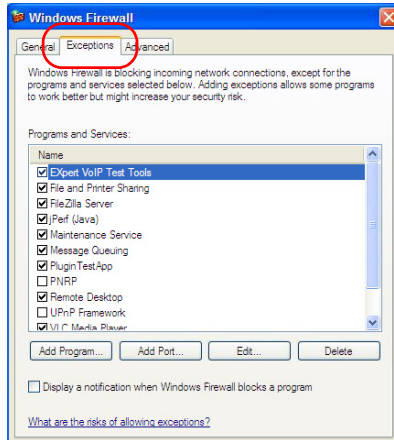 Windows Firewall
General Exceptions Advanced
Windows Firewall is blocking incoming network connections, except for the
programs and services selected below. Adding exceptions allows some programs
to work better but might increase your security risk.
Programs and Services:
Name
EXpert VoIP Test Tools
File and Printer Sharing
FileZilla Server
jPerf (Java)
Maintenance Service
Message Queuing
PluginTestApp
PNRP
Remote Desktop
UPnP Framework
VLC Media Player
Add Program... Add Port... Edit... Delete
Display a notification when Windows Firewall blocks a program
What are the risks of allowing exceptions?